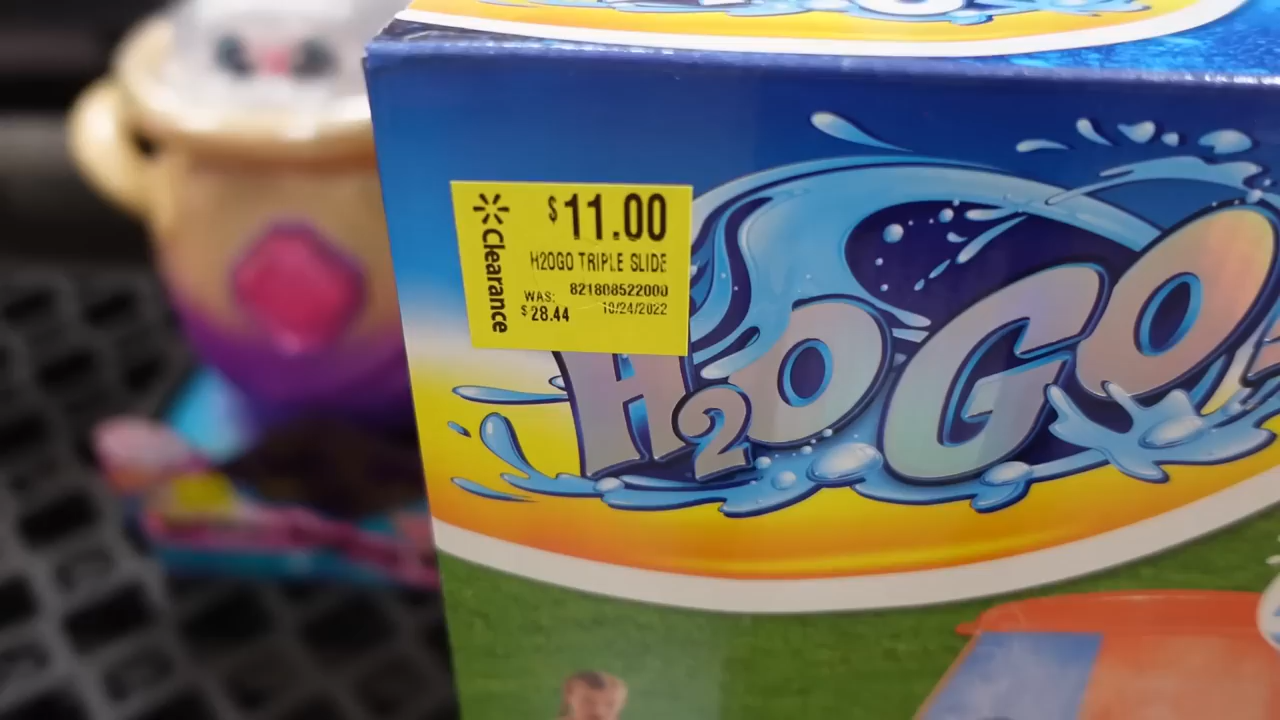 $11.00
Clearance
H2OGO TRIPLE SLIDE
821808522000
WAS:
$28.44
10/24/2022
H2OGO